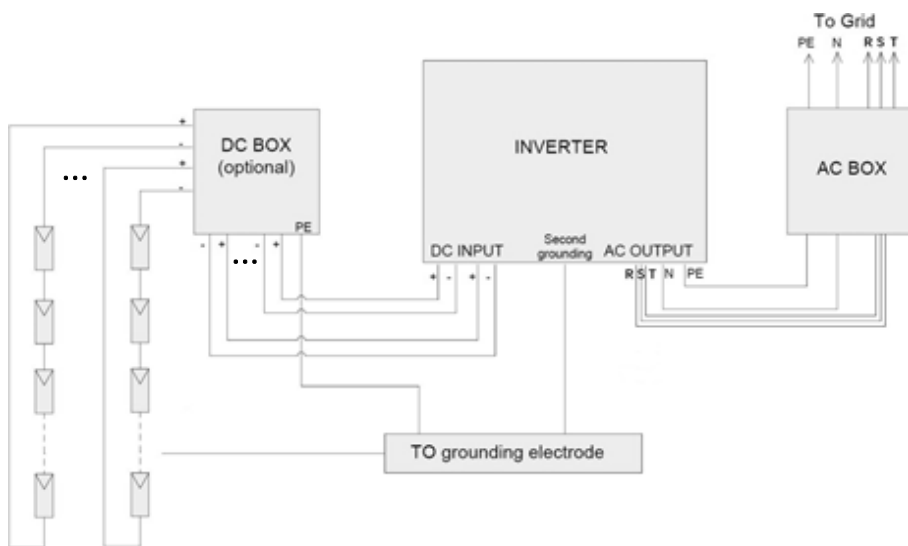 To Grid
PE N R S T
+
-
+
-
...
DC BOX
(optional)
PE
- + - +
...
INVERTER
DC INPUT
+ - + -
Second
grounding
AC OUTPUT
R S T N PE
AC BOX
TO grounding electrode